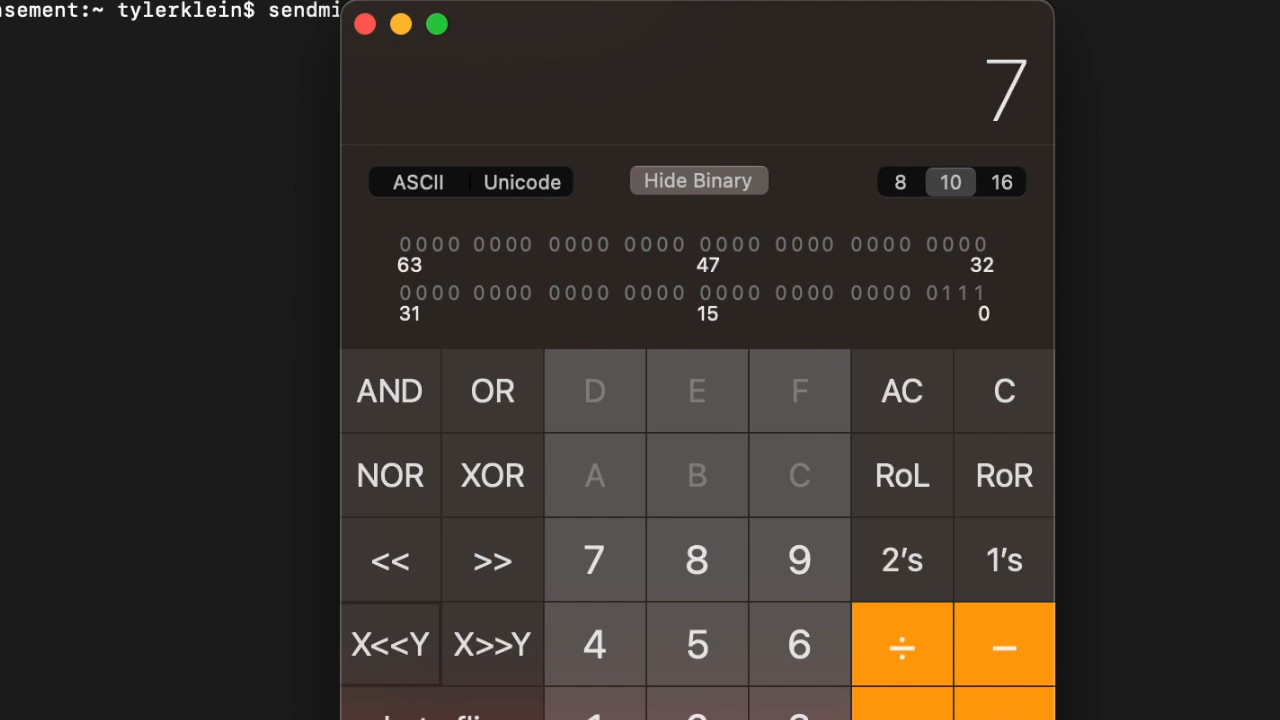 sement:~ tylerklein$ sendmi
7
ASCII Unicode Hide Binary 8 10 16
0000 0000 0000 0000 0000 0000 0000 0000
63 47 32
0000 0000 0000 0000 0000 0000 0000 0111
31 15 0
AND OR D E F AC C
NOR XOR A B C RoL RoR
<< >> 7 8 9 2's 1's
X<<Y X>>Y 4 5 6 ÷ −